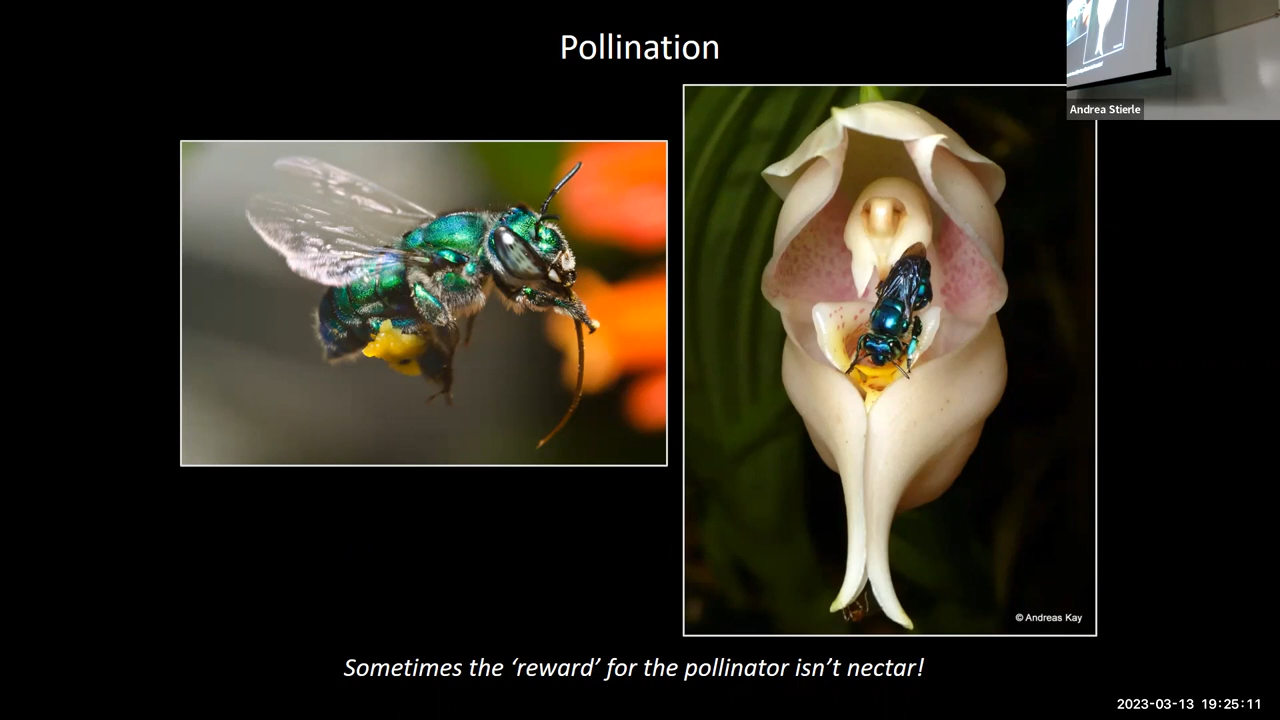 Pollination
Andrea Stierle
© Andreas Kay
Sometimes the ‘reward’ for the pollinator isn’t nectar!
2023-03-13 19:25:11